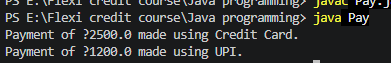 PS E:\Flexi credit course\Java programming> javac Pay.j
PS E:\Flexi credit course\Java programming> java Pay
Payment of ?2500.0 made using Credit Card.
Payment of ?1200.0 made using UPI.